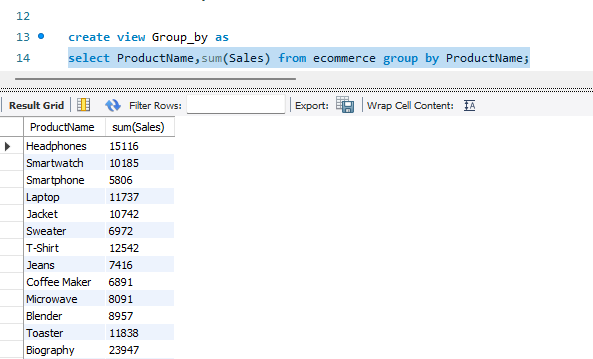 12
13 create view Group_by as
14 select ProductName,sum(Sales) from ecommerce group by ProductName;
Result Grid Filter Rows: Export: Wrap Cell Content: IA
ProductName sum(Sales)
Headphones 15116
Smartwatch 10185
Smartphone 5806
Laptop 11737
Jacket 10742
Sweater 6972
T-Shirt 12542
Jeans 7416
Coffee Maker 6891
Microwave 8091
Blender 8957
Toaster 11838
Biography 23947